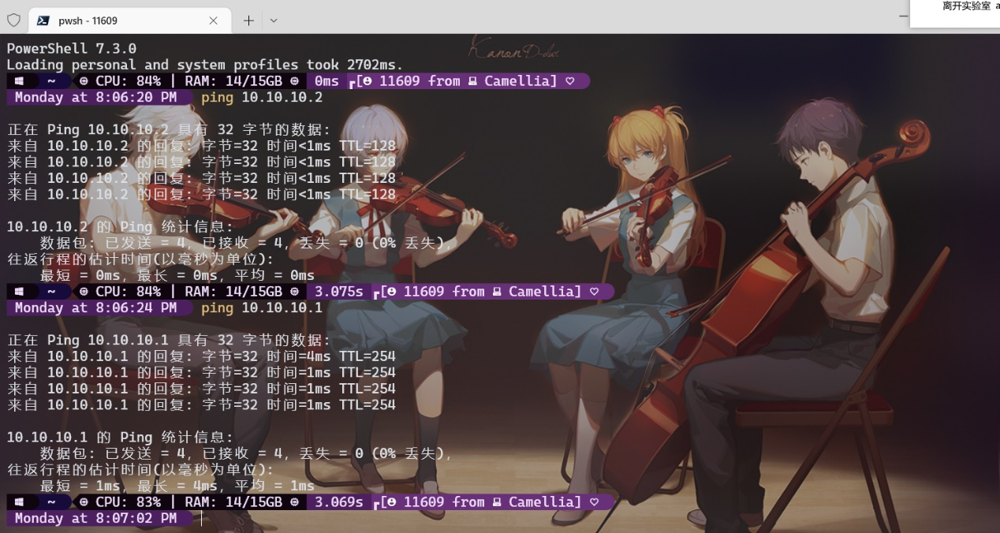 离开实验室 a
pwsh - 11609
Kanon D-dur
PowerShell 7.3.0
Loading personal and system profiles took 2702ms.
~ CPU: 84% | RAM: 14/15GB 0ms ┏[ 11609 from Camellia] ♡
Monday at 8:06:20 PM ping 10.10.10.2
正在 Ping 10.10.10.2 具有 32 字节的数据:
来自 10.10.10.2 的回复: 字节=32 时间<1ms TTL=128
来自 10.10.10.2 的回复: 字节=32 时间<1ms TTL=128
来自 10.10.10.2 的回复: 字节=32 时间<1ms TTL=128
来自 10.10.10.2 的回复: 字节=32 时间<1ms TTL=128
10.10.10.2 的 Ping 统计信息:
数据包: 已发送 = 4, 已接收 = 4, 丢失 = 0 (0% 丢失),
往返行程的估计时间(以毫秒为单位):
最短 = 0ms, 最长 = 0ms, 平均 = 0ms
~ CPU: 84% | RAM: 14/15GB 3.075s ┏[ 11609 from Camellia] ♡
Monday at 8:06:24 PM ping 10.10.10.1
正在 Ping 10.10.10.1 具有 32 字节的数据:
来自 10.10.10.1 的回复: 字节=32 时间=4ms TTL=254
来自 10.10.10.1 的回复: 字节=32 时间=1ms TTL=254
来自 10.10.10.1 的回复: 字节=32 时间=1ms TTL=254
来自 10.10.10.1 的回复: 字节=32 时间=1ms TTL=254
10.10.10.1 的 Ping 统计信息:
数据包: 已发送 = 4, 已接收 = 4, 丢失 = 0 (0% 丢失),
往返行程的估计时间(以毫秒为单位):
最短 = 1ms, 最长 = 4ms, 平均 = 1ms
~ CPU: 83% | RAM: 14/15GB 3.069s ┏[ 11609 from Camellia] ♡
Monday at 8:07:02 PM